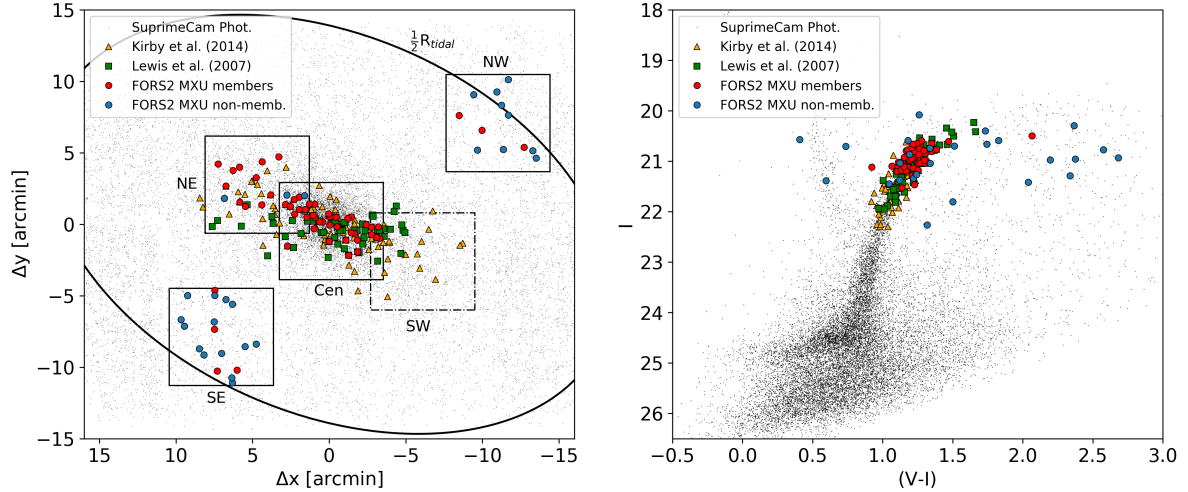 SuprimeCam Phot.
Kirby et al. (2014)
Lewis et al. (2007)
FORS2 MXU members
FORS2 MXU non-memb.
½R_tidal
NW
NE
Cen
SW
SE
15
10
5
0
−5
−10
−15
15 10 5 0 −5 −10 −15
Δy [arcmin]
Δx [arcmin]
SuprimeCam Phot.
Kirby et al. (2014)
Lewis et al. (2007)
FORS2 MXU members
FORS2 MXU non-memb.
18
19
20
21
22
23
24
25
26
−0.5 0.0 0.5 1.0 1.5 2.0 2.5 3.0
I
(V-I)